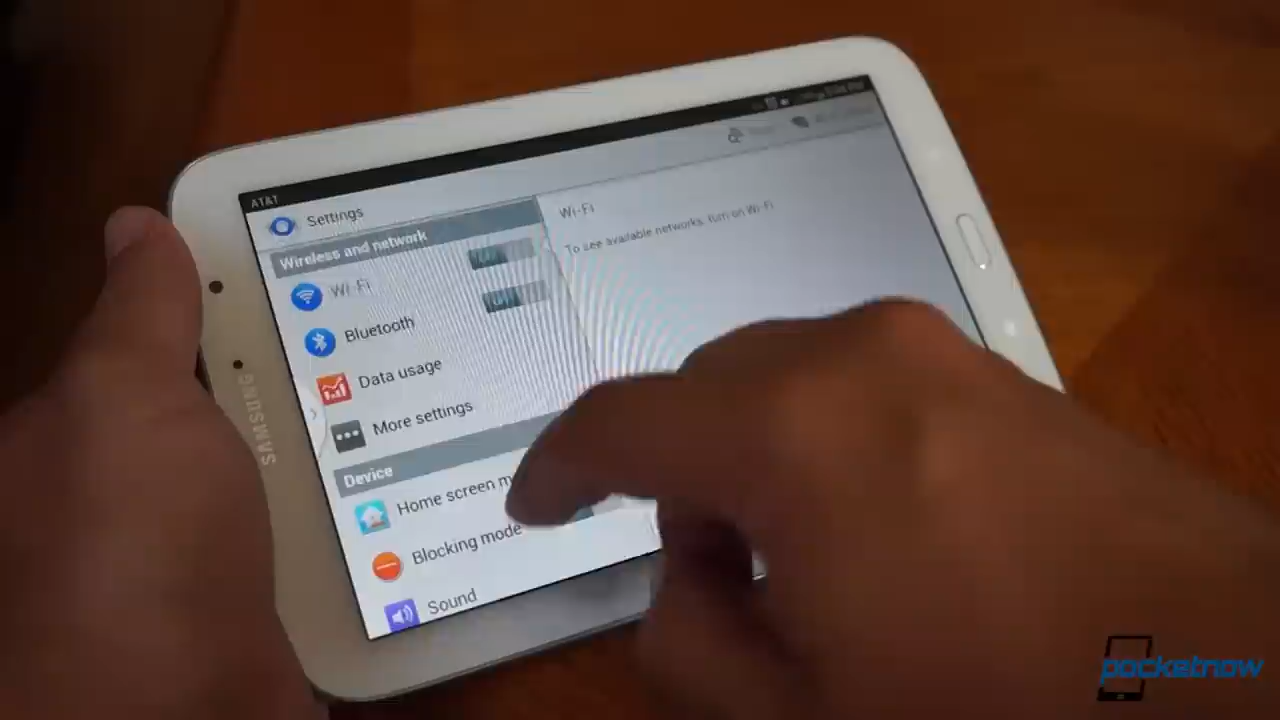 AT&T
Settings
Wireless and network
Wi-Fi
Bluetooth
Data usage
More settings
Device
Home screen m
Blocking mode
Sound
Wi-Fi
To see available networks, turn on Wi-Fi
SAMSUNG
pocketnow